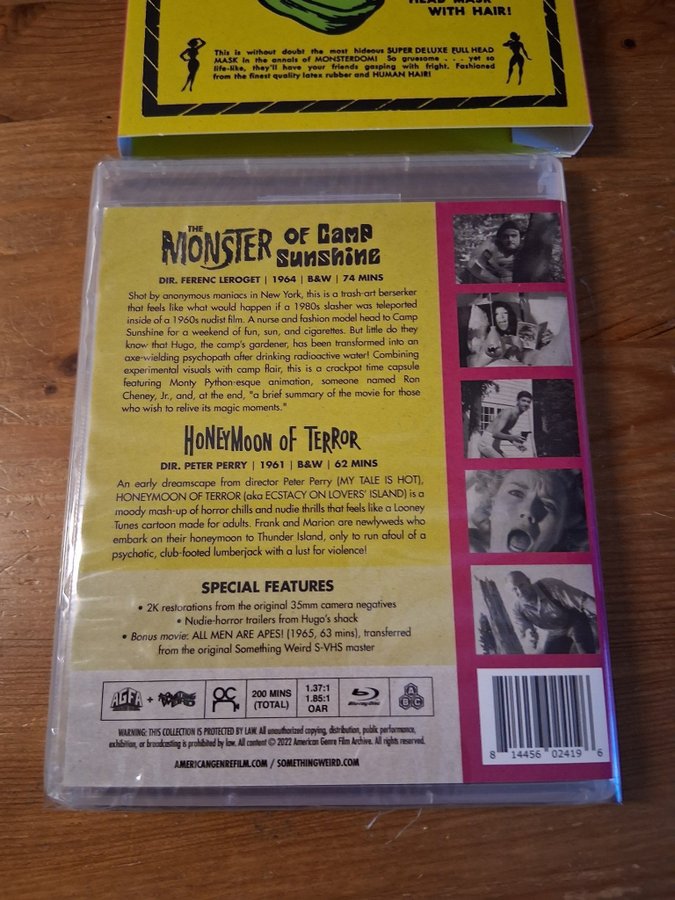 HEAD MASK
WITH HAIR!
This is without doubt the most hideous SUPER DELUXE FULL HEAD
MASK in the annals of MONSTERDOM! So gruesome . . . yet so
life-like, they'll have your friends gasping with fright. Fashioned
from the finest quality latex rubber and HUMAN HAIR!
THE MONSTER OF CAMP SUNSHINE
DIR. FERENC LEROGET | 1964 | B&W | 74 MINS
Shot by anonymous maniacs in New York, this is a trash-art berserker
that feels like what would happen if a 1980s slasher was teleported
inside of a 1960s nudist film. A nurse and fashion model head to Camp
Sunshine for a weekend of fun, sun, and cigarettes. But little do they
know that Hugo, the camp's gardener, has been transformed into an
axe-wielding psychopath after drinking radioactive water! Combining
experimental visuals with camp flair, this is a crackpot time capsule
featuring Monty Python-esque animation, someone named Ron
Cheney, Jr., and, at the end, "a brief summary of the movie for those
who wish to relive its magic moments."
HONEYMOON OF TERROR
DIR. PETER PERRY | 1961 | B&W | 62 MINS
An early dreamscape from director Peter Perry (MY TALE IS HOT),
HONEYMOON OF TERROR (aka ECSTACY ON LOVERS' ISLAND) is a
moody mash-up of horror chills and nudie thrills that feels like a Looney
Tunes cartoon made for adults. Frank and Marion are newlyweds who
embark on their honeymoon to Thunder Island, only to run afoul of a
psychotic, club-footed lumberjack with a lust for violence!
SPECIAL FEATURES
• 2K restorations from the original 35mm camera negatives
• Nudie-horror trailers from Hugo's shack
• Bonus movie: ALL MEN ARE APES! (1965, 63 mins), transferred
from the original Something Weird S-VHS master
AGFA + SOMETHING WEIRD OC 200 MINS (TOTAL) 1.37:1 1.85:1 OAR Blu-ray Disc A B C
WARNING: THIS COLLECTION IS PROTECTED BY LAW. All unauthorized copying, distribution, public performance,
exhibition, or broadcasting is prohibited by law. All content © 2022 American Genre Film Archive. All rights reserved.
AMERICANGENREFILM.COM / SOMETHINGWEIRD.COM
8 14456 02419 6